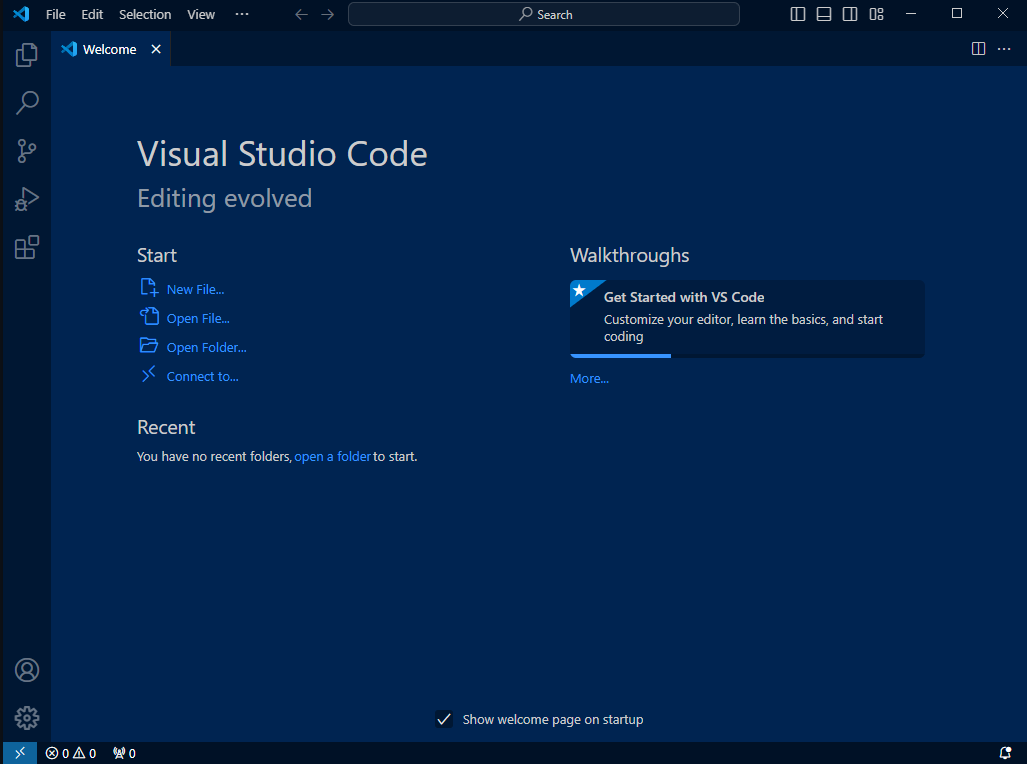 File Edit Selection View ··· Search
Welcome
Visual Studio Code
Editing evolved
Start
New File...
Open File...
Open Folder...
Connect to...
Recent
You have no recent folders, open a folder to start.
Walkthroughs
Get Started with VS Code
Customize your editor, learn the basics, and start
coding
More...
Show welcome page on startup
0 0 0